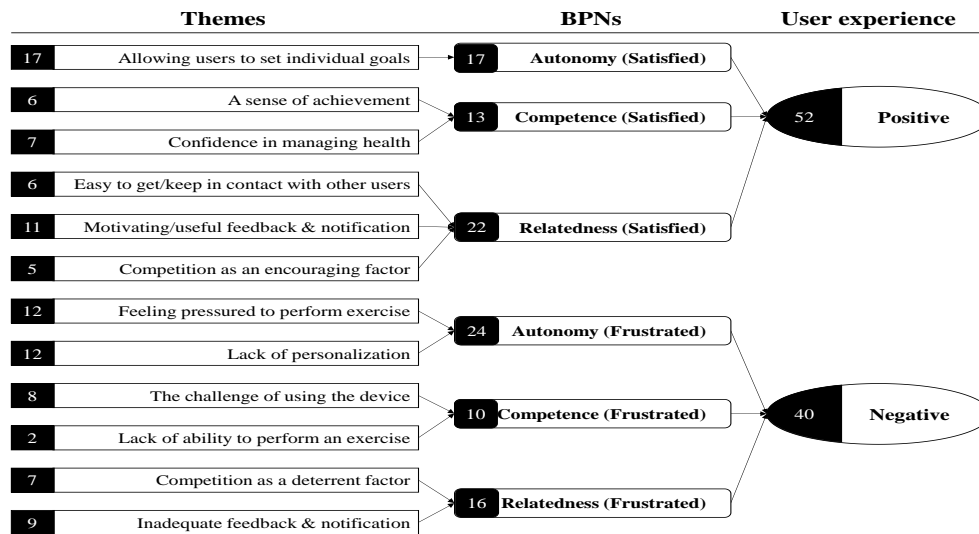 Themes BPNs User experience
17 Allowing users to set individual goals 17 Autonomy (Satisfied)
6 A sense of achievement
13 Competence (Satisfied) 52 Positive
7 Confidence in managing health
6 Easy to get/keep in contact with other users
11 Motivating/useful feedback & notification 22 Relatedness (Satisfied)
5 Competition as an encouraging factor
12 Feeling pressured to perform exercise
24 Autonomy (Frustrated)
12 Lack of personalization
8 The challenge of using the device
10 Competence (Frustrated) 40 Negative
2 Lack of ability to perform an exercise
7 Competition as a deterrent factor
16 Relatedness (Frustrated)
9 Inadequate feedback & notification